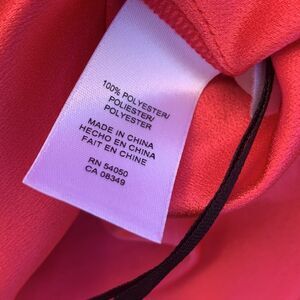 100% POLYESTER/
POLIESTER/
POLYESTER
MADE IN CHINA
HECHO EN CHINA
FAIT EN CHINE
RN 54050
CA 08349